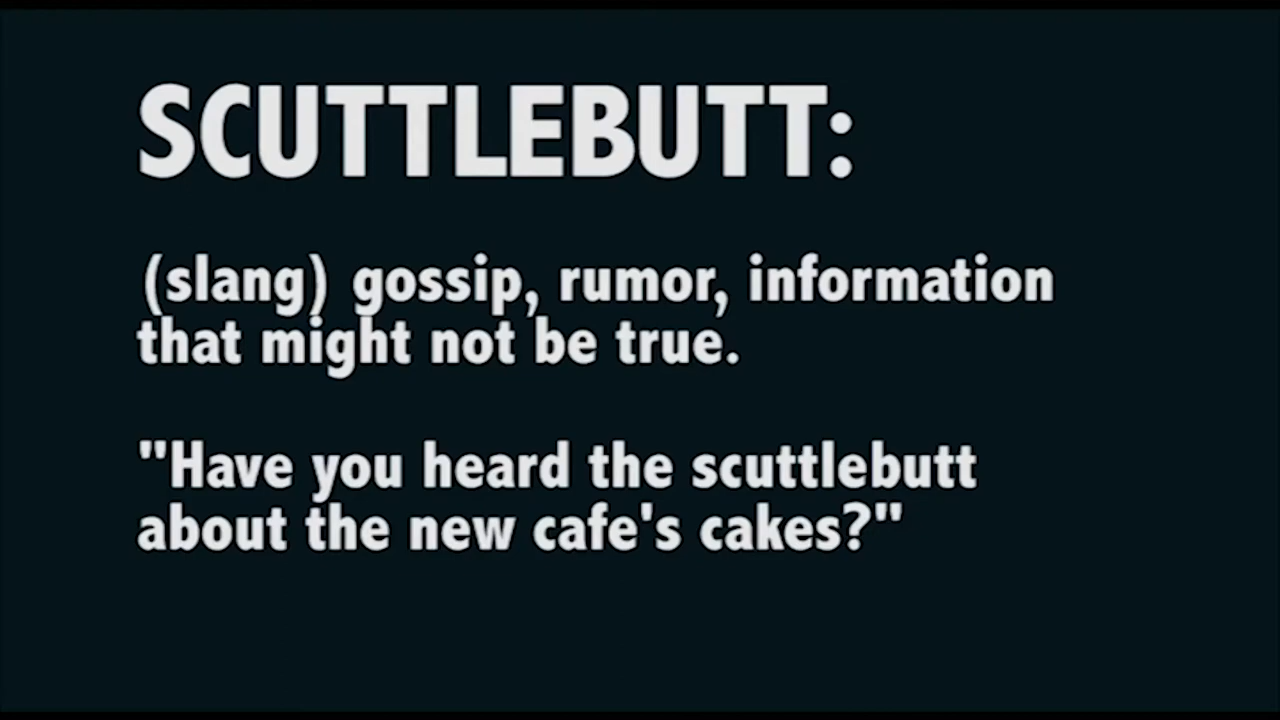 SCUTTLEBUTT:
(slang) gossip, rumor, information
that might not be true.
"Have you heard the scuttlebutt
about the new cafe's cakes?"